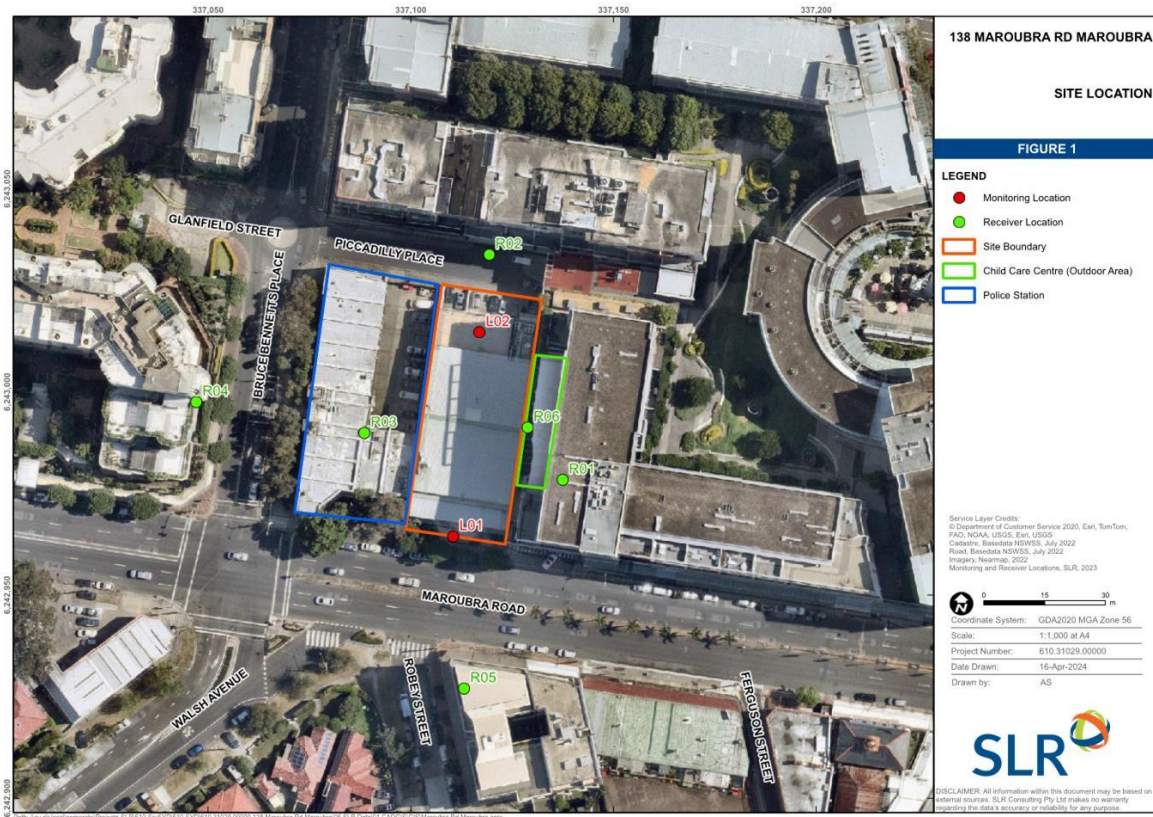 337,050
337,100
337,150
337,200
6,243,050
6,243,000
6,242,950
6,242,900
GLANFIELD STREET
PICCADILLY PLACE
BRUCE BENNETTS PLACE
R02
L02
R04
R03
R06
R01
L01
MAROUBRA ROAD
ROBEY STREET
R05
WALSH AVENUE
FERGUSON STREET
138 MAROUBRA RD MAROUBRA
SITE LOCATION
FIGURE 1
LEGEND
Monitoring Location
Receiver Location
Site Boundary
Child Care Centre (Outdoor Area)
Police Station
Service Layer Credits:
© Department of Customer Service 2020, Esri, TomTom,
FAO, NOAA, USGS, Esri, USGS
Cadastre, Basedata NSWSS, July 2022
Road, Basedata NSWSS, July 2022
Imagery, Nearmap, 2022
Monitoring and Receiver Locations, SLR, 2023
N
0 15 30
m
Coordinate System: GDA2020 MGA Zone 56
Scale: 1:1,000 at A4
Project Number: 610.31029.00000
Date Drawn: 16-Apr-2024
Drawn by: AS
SLR
DISCLAIMER: All information within this document may be based on
external sources. SLR Consulting Pty Ltd makes no warranty
regarding the data's accuracy or reliability for any purpose.